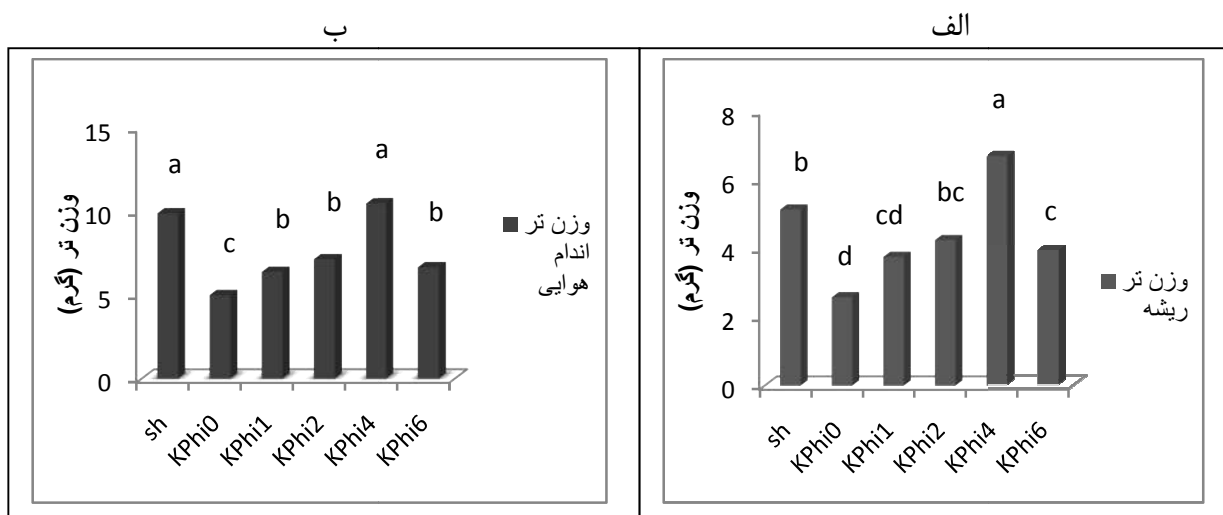 الف
8
6
4
2
0
وزن تر (گرم)
b
d
cd
bc
a
c
sh
KPhi0
KPhi1
KPhi2
KPhi4
KPhi6
وزن تر
ریشه
ب
15
10
5
0
وزن تر (گرم)
a
c
b
b
a
b
sh
KPhi0
KPhi1
KPhi2
KPhi4
KPhi6
وزن تر
اندام
هوایی